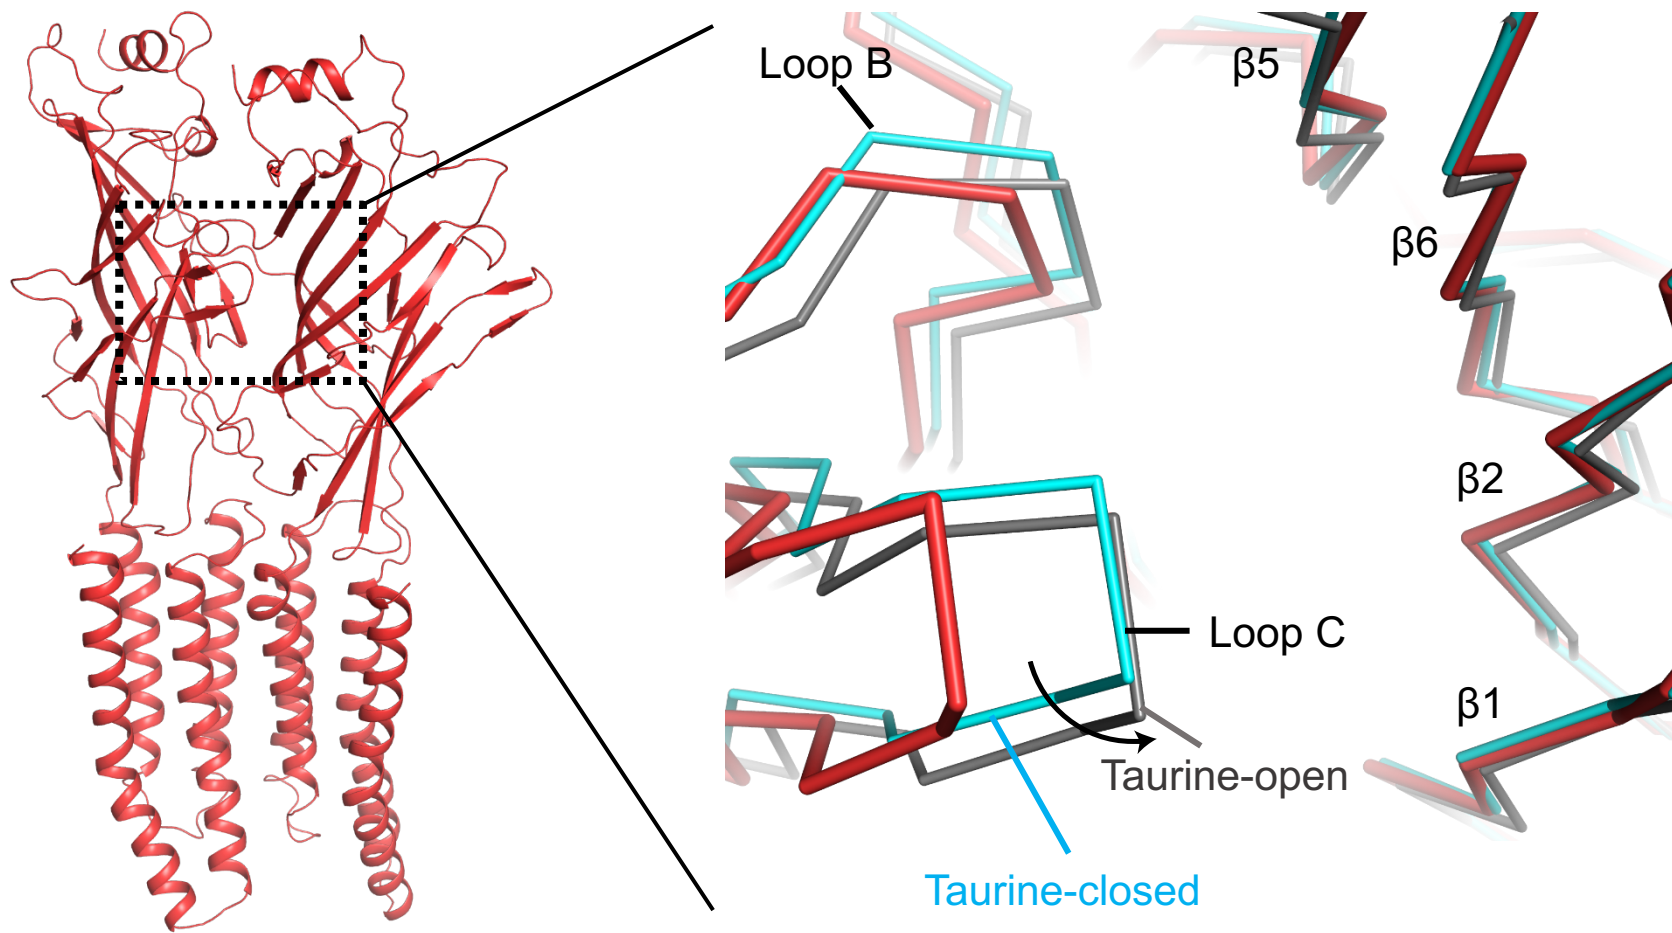 Loop B
β5
β6
β2
Loop C
β1
Taurine-open
Taurine-closed